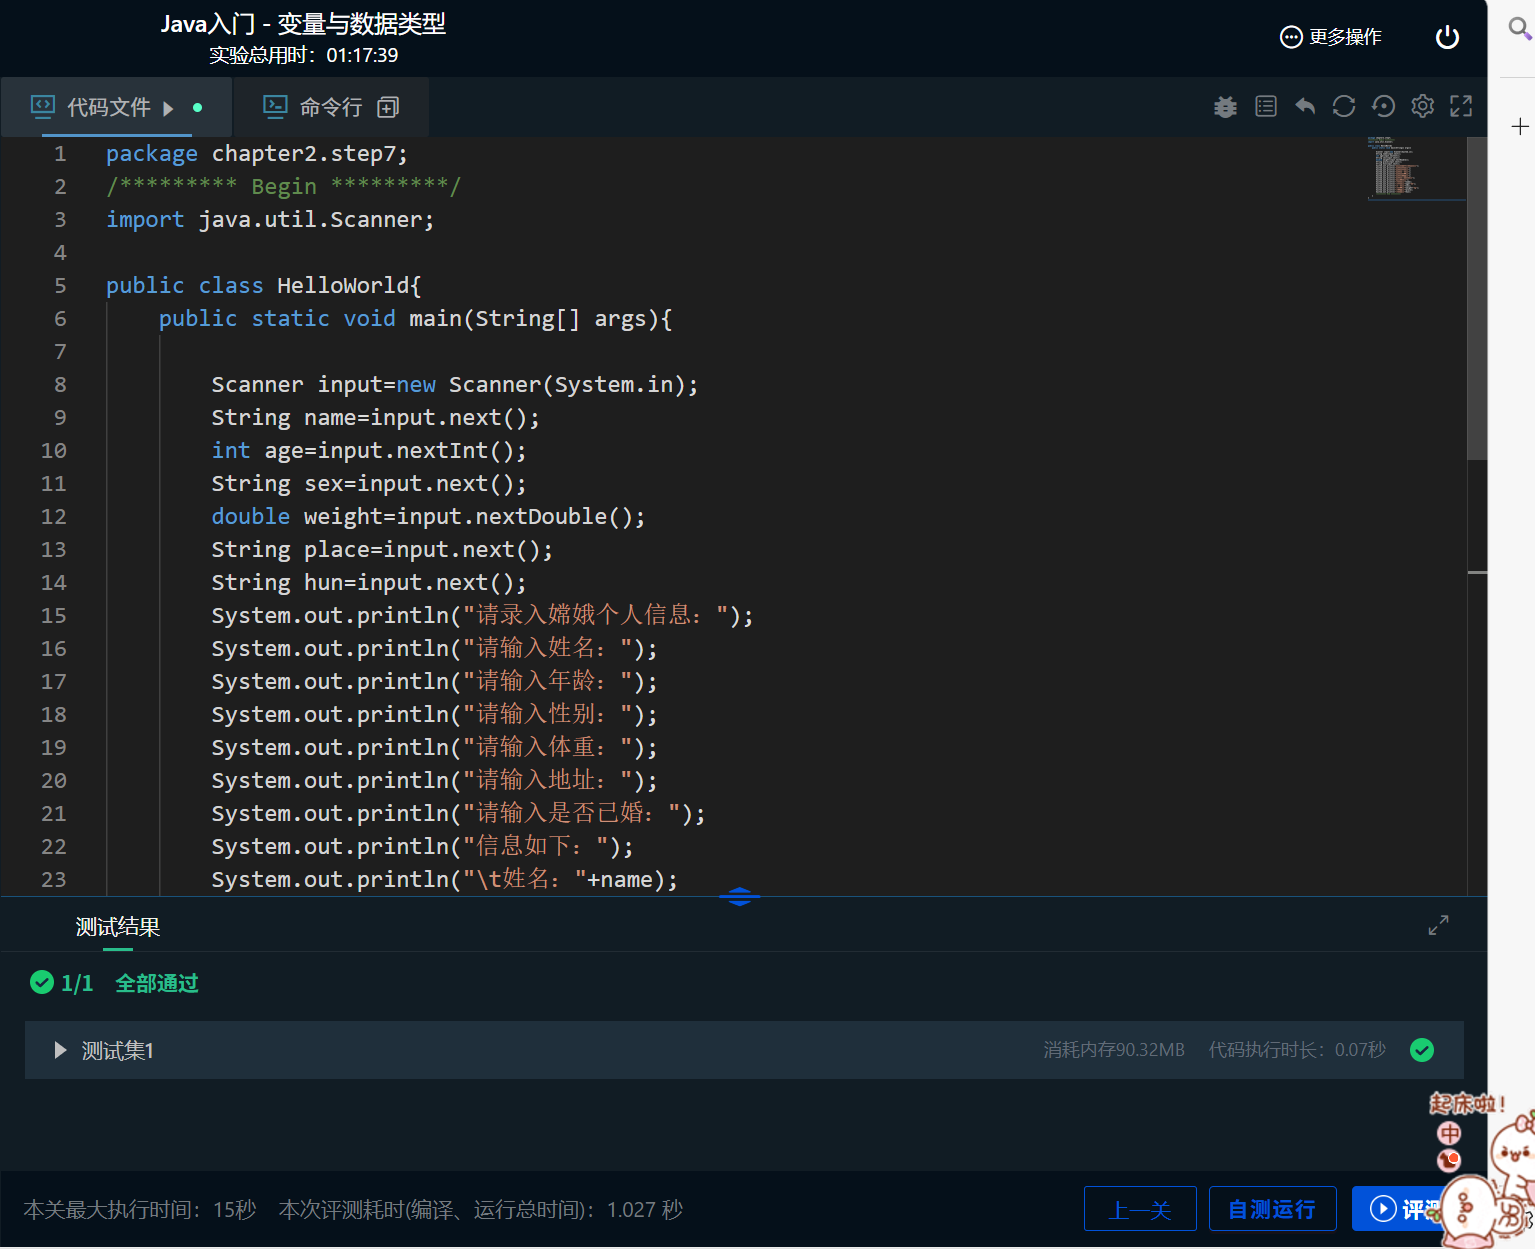 Java入门 - 变量与数据类型
实验总用时：01:17:39
更多操作
代码文件
命令行
1 package chapter2.step7;
2 /********* Begin *********/
3 import java.util.Scanner;
4
5 public class HelloWorld{
6 public static void main(String[] args){
7
8 Scanner input=new Scanner(System.in);
9 String name=input.next();
10 int age=input.nextInt();
11 String sex=input.next();
12 double weight=input.nextDouble();
13 String place=input.next();
14 String hun=input.next();
15 System.out.println("请录入嫦娥个人信息：");
16 System.out.println("请输入姓名：");
17 System.out.println("请输入年龄：");
18 System.out.println("请输入性别：");
19 System.out.println("请输入体重：");
20 System.out.println("请输入地址：");
21 System.out.println("请输入是否已婚：");
22 System.out.println("信息如下：");
23 System.out.println("\t姓名："+name);
测试结果
1/1 全部通过
测试集1
消耗内存90.32MB 代码执行时长：0.07秒
起床啦！
中
本关最大执行时间：15秒 本次评测耗时(编译、运行总时间)：1.027 秒
上一关
自测运行
评测